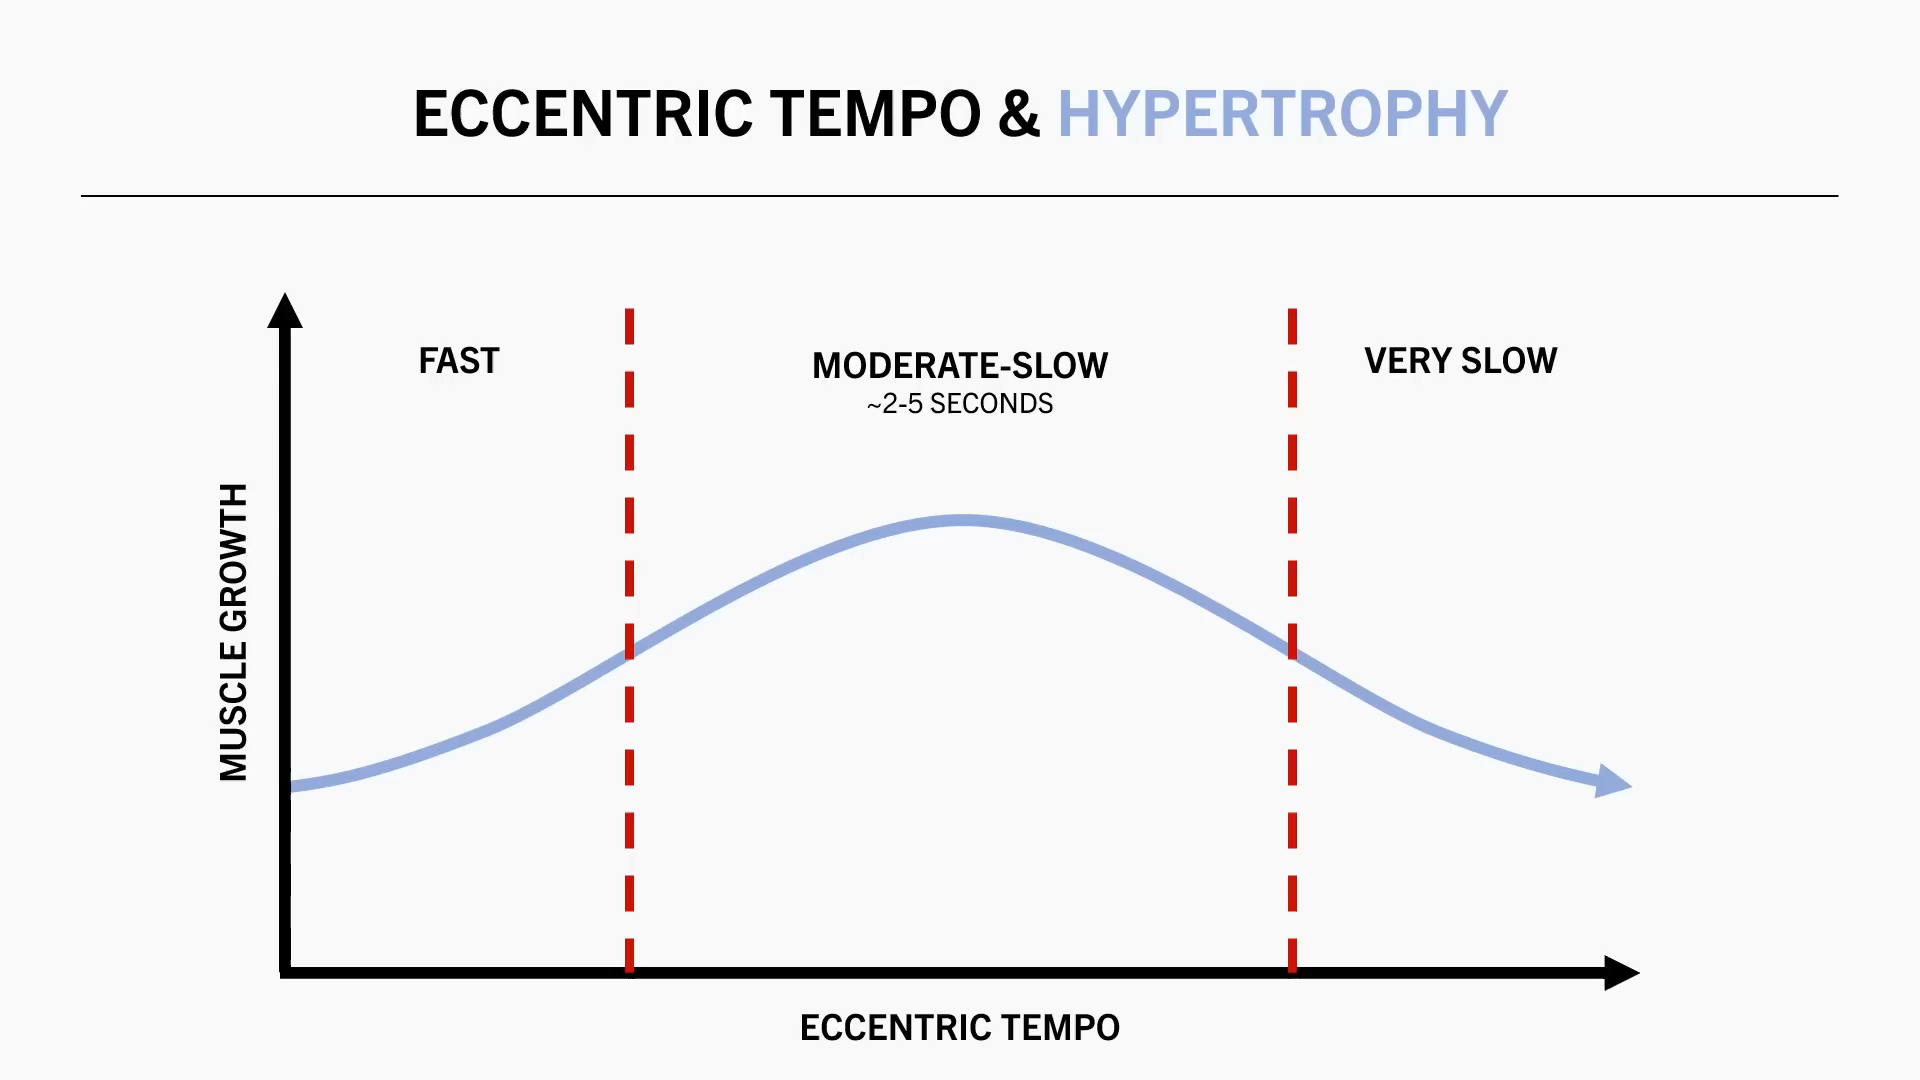 ECCENTRIC TEMPO & HYPERTROPHY
FAST
MODERATE-SLOW
~2-5 SECONDS
VERY SLOW
MUSCLE GROWTH
ECCENTRIC TEMPO